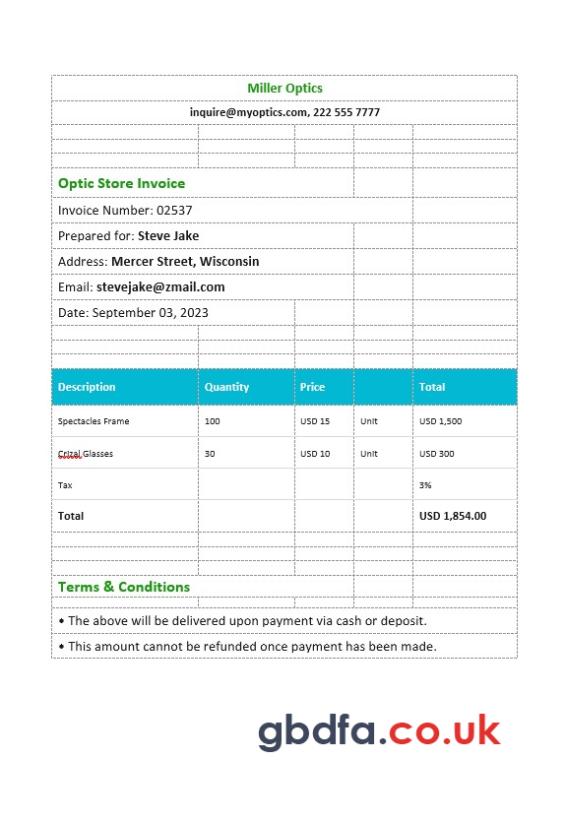 Miller Optics
inquire@myoptics.com, 222 555 7777
Optic Store Invoice
Invoice Number: 02537
Prepared for: Steve Jake
Address: Mercer Street, Wisconsin
Email: stevejake@zmail.com
Date: September 03, 2023
Description Quantity Price Total
Spectacles Frame 100 USD 15 Unit USD 1,500
Crizal Glasses 30 USD 10 Unit USD 300
Tax 3%
Total USD 1,854.00
Terms & Conditions
• The above will be delivered upon payment via cash or deposit.
• This amount cannot be refunded once payment has been made.
gbdfa.co.uk